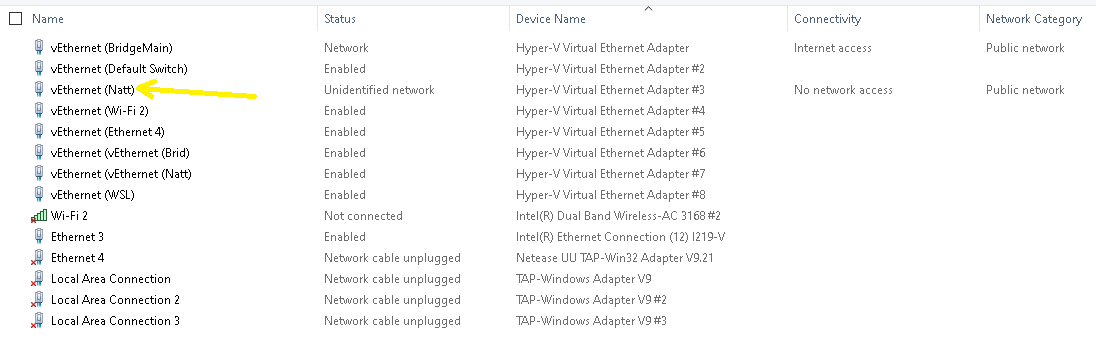 Name Status Device Name Connectivity Network Category
vEthernet (BridgeMain) Network Hyper-V Virtual Ethernet Adapter Internet access Public network
vEthernet (Default Switch) Enabled Hyper-V Virtual Ethernet Adapter #2
vEthernet (Natt) Unidentified network Hyper-V Virtual Ethernet Adapter #3 No network access Public network
vEthernet (Wi-Fi 2) Enabled Hyper-V Virtual Ethernet Adapter #4
vEthernet (Ethernet 4) Enabled Hyper-V Virtual Ethernet Adapter #5
vEthernet (vEthernet (Brid) Enabled Hyper-V Virtual Ethernet Adapter #6
vEthernet (vEthernet (Natt) Enabled Hyper-V Virtual Ethernet Adapter #7
vEthernet (WSL) Enabled Hyper-V Virtual Ethernet Adapter #8
Wi-Fi 2 Not connected Intel(R) Dual Band Wireless-AC 3168 #2
Ethernet 3 Enabled Intel(R) Ethernet Connection (12) I219-V
Ethernet 4 Network cable unplugged Netease UU TAP-Win32 Adapter V9.21
Local Area Connection Network cable unplugged TAP-Windows Adapter V9
Local Area Connection 2 Network cable unplugged TAP-Windows Adapter V9 #2
Local Area Connection 3 Network cable unplugged TAP-Windows Adapter V9 #3